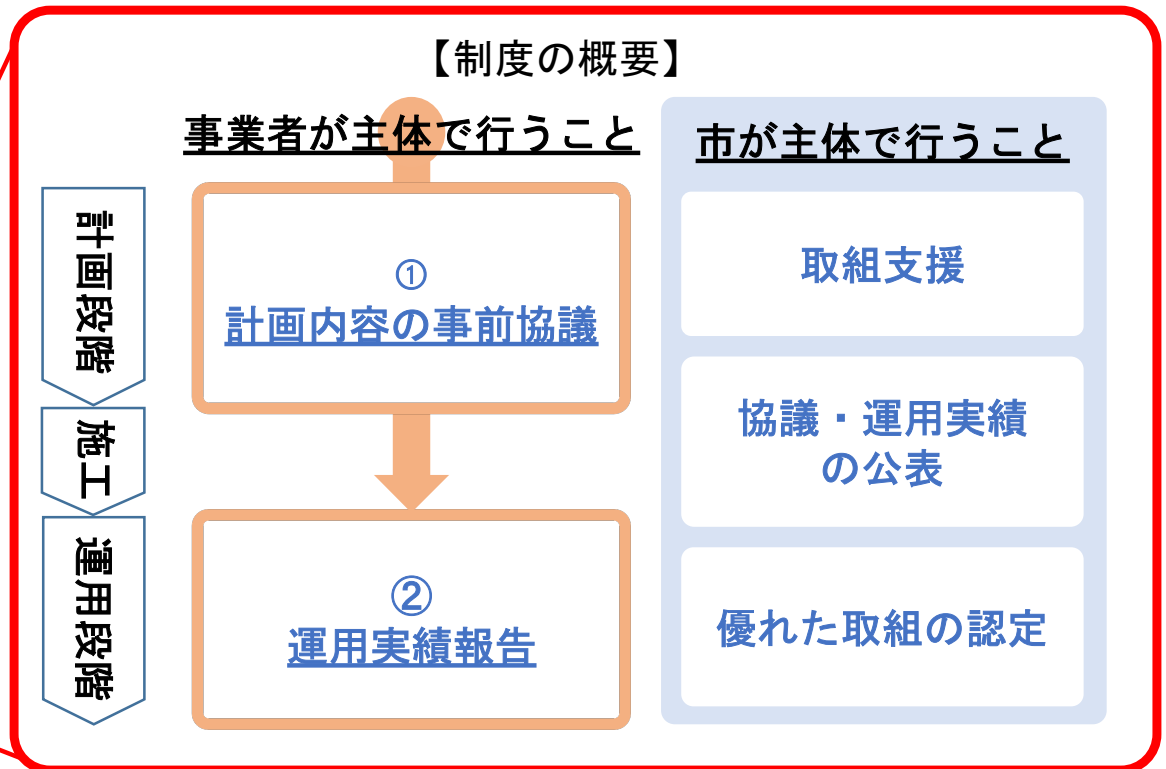 【制度の概要】
事業者が主体で行うこと
計画段階
施工
運用段階
①
計画内容の事前協議
②
運用実績報告
市が主体で行うこと
取組支援
協議・運用実績
の公表
優れた取組の認定